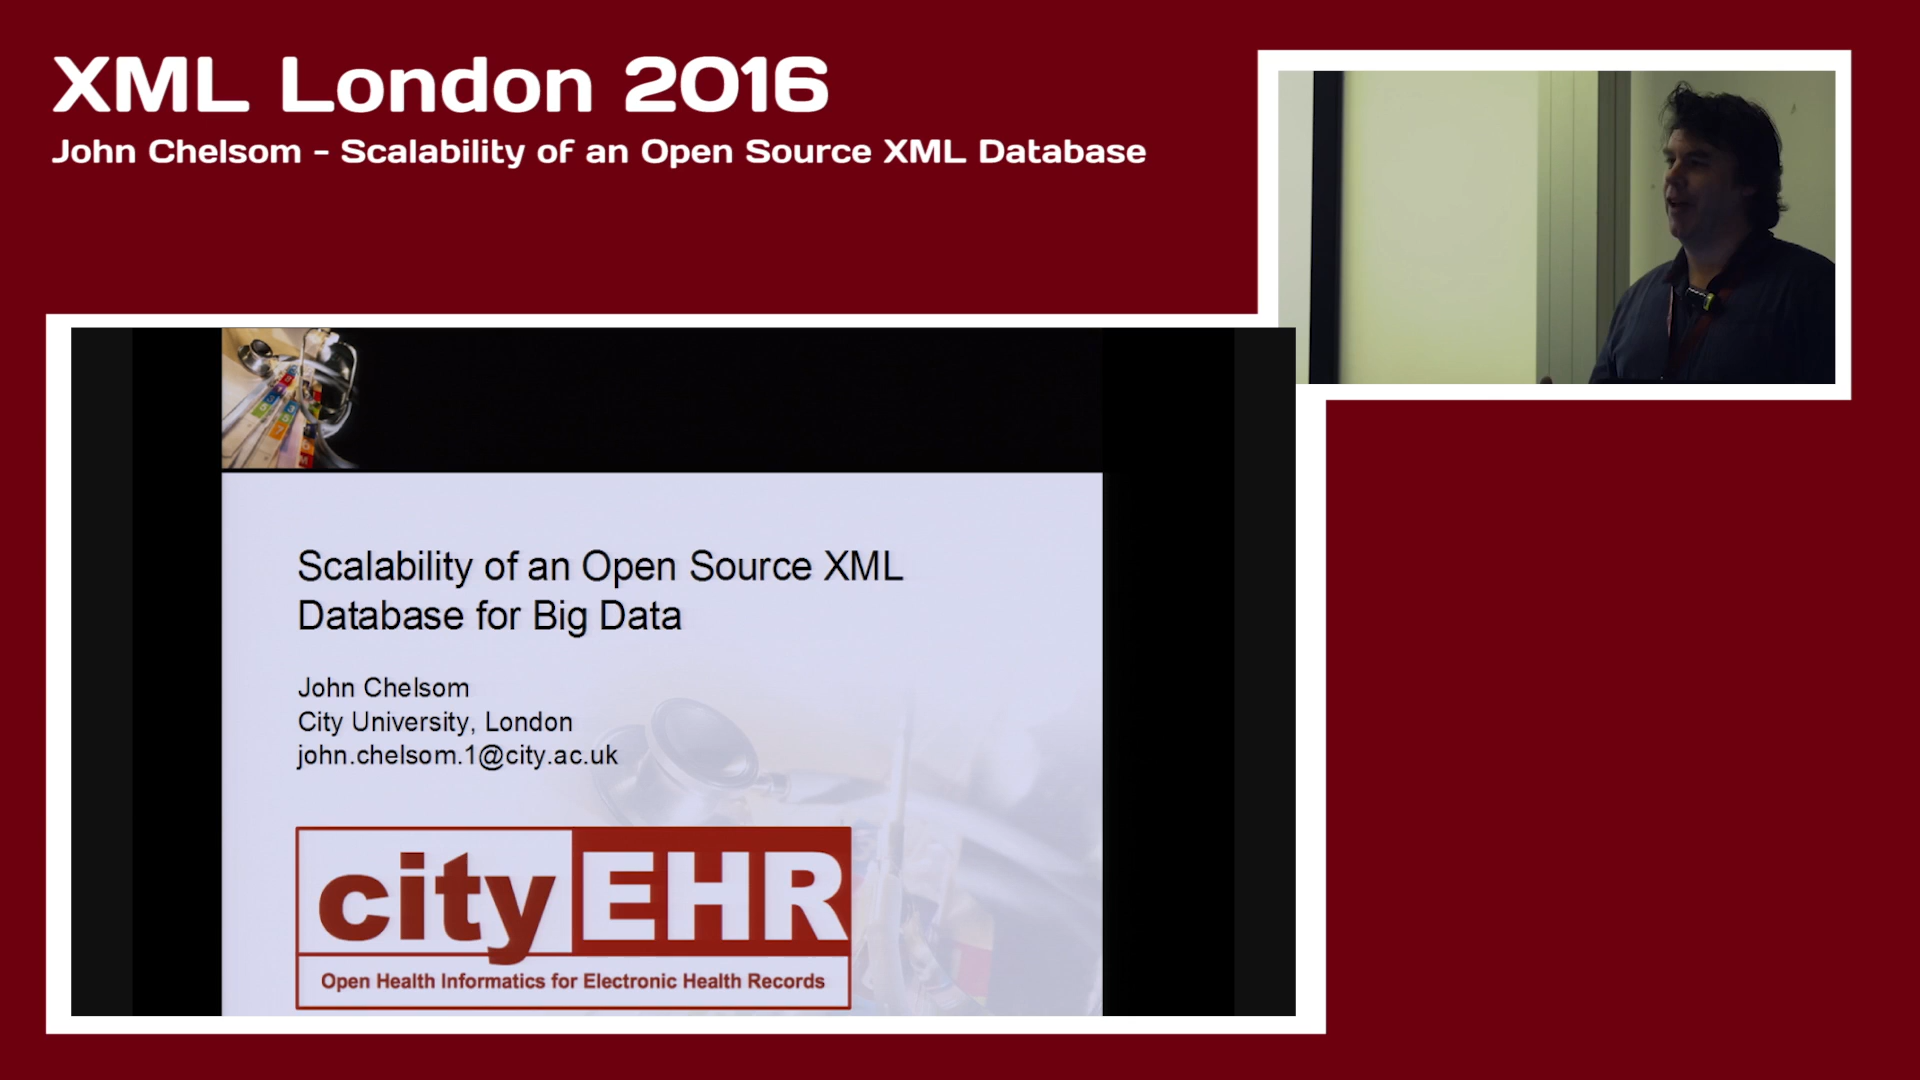 XML London 2016
John Chelsom - Scalability of an Open Source XML Database
Scalability of an Open Source XML
Database for Big Data
John Chelsom
City University, London
john.chelsom.1@city.ac.uk
city EHR
Open Health Informatics for Electronic Health Records